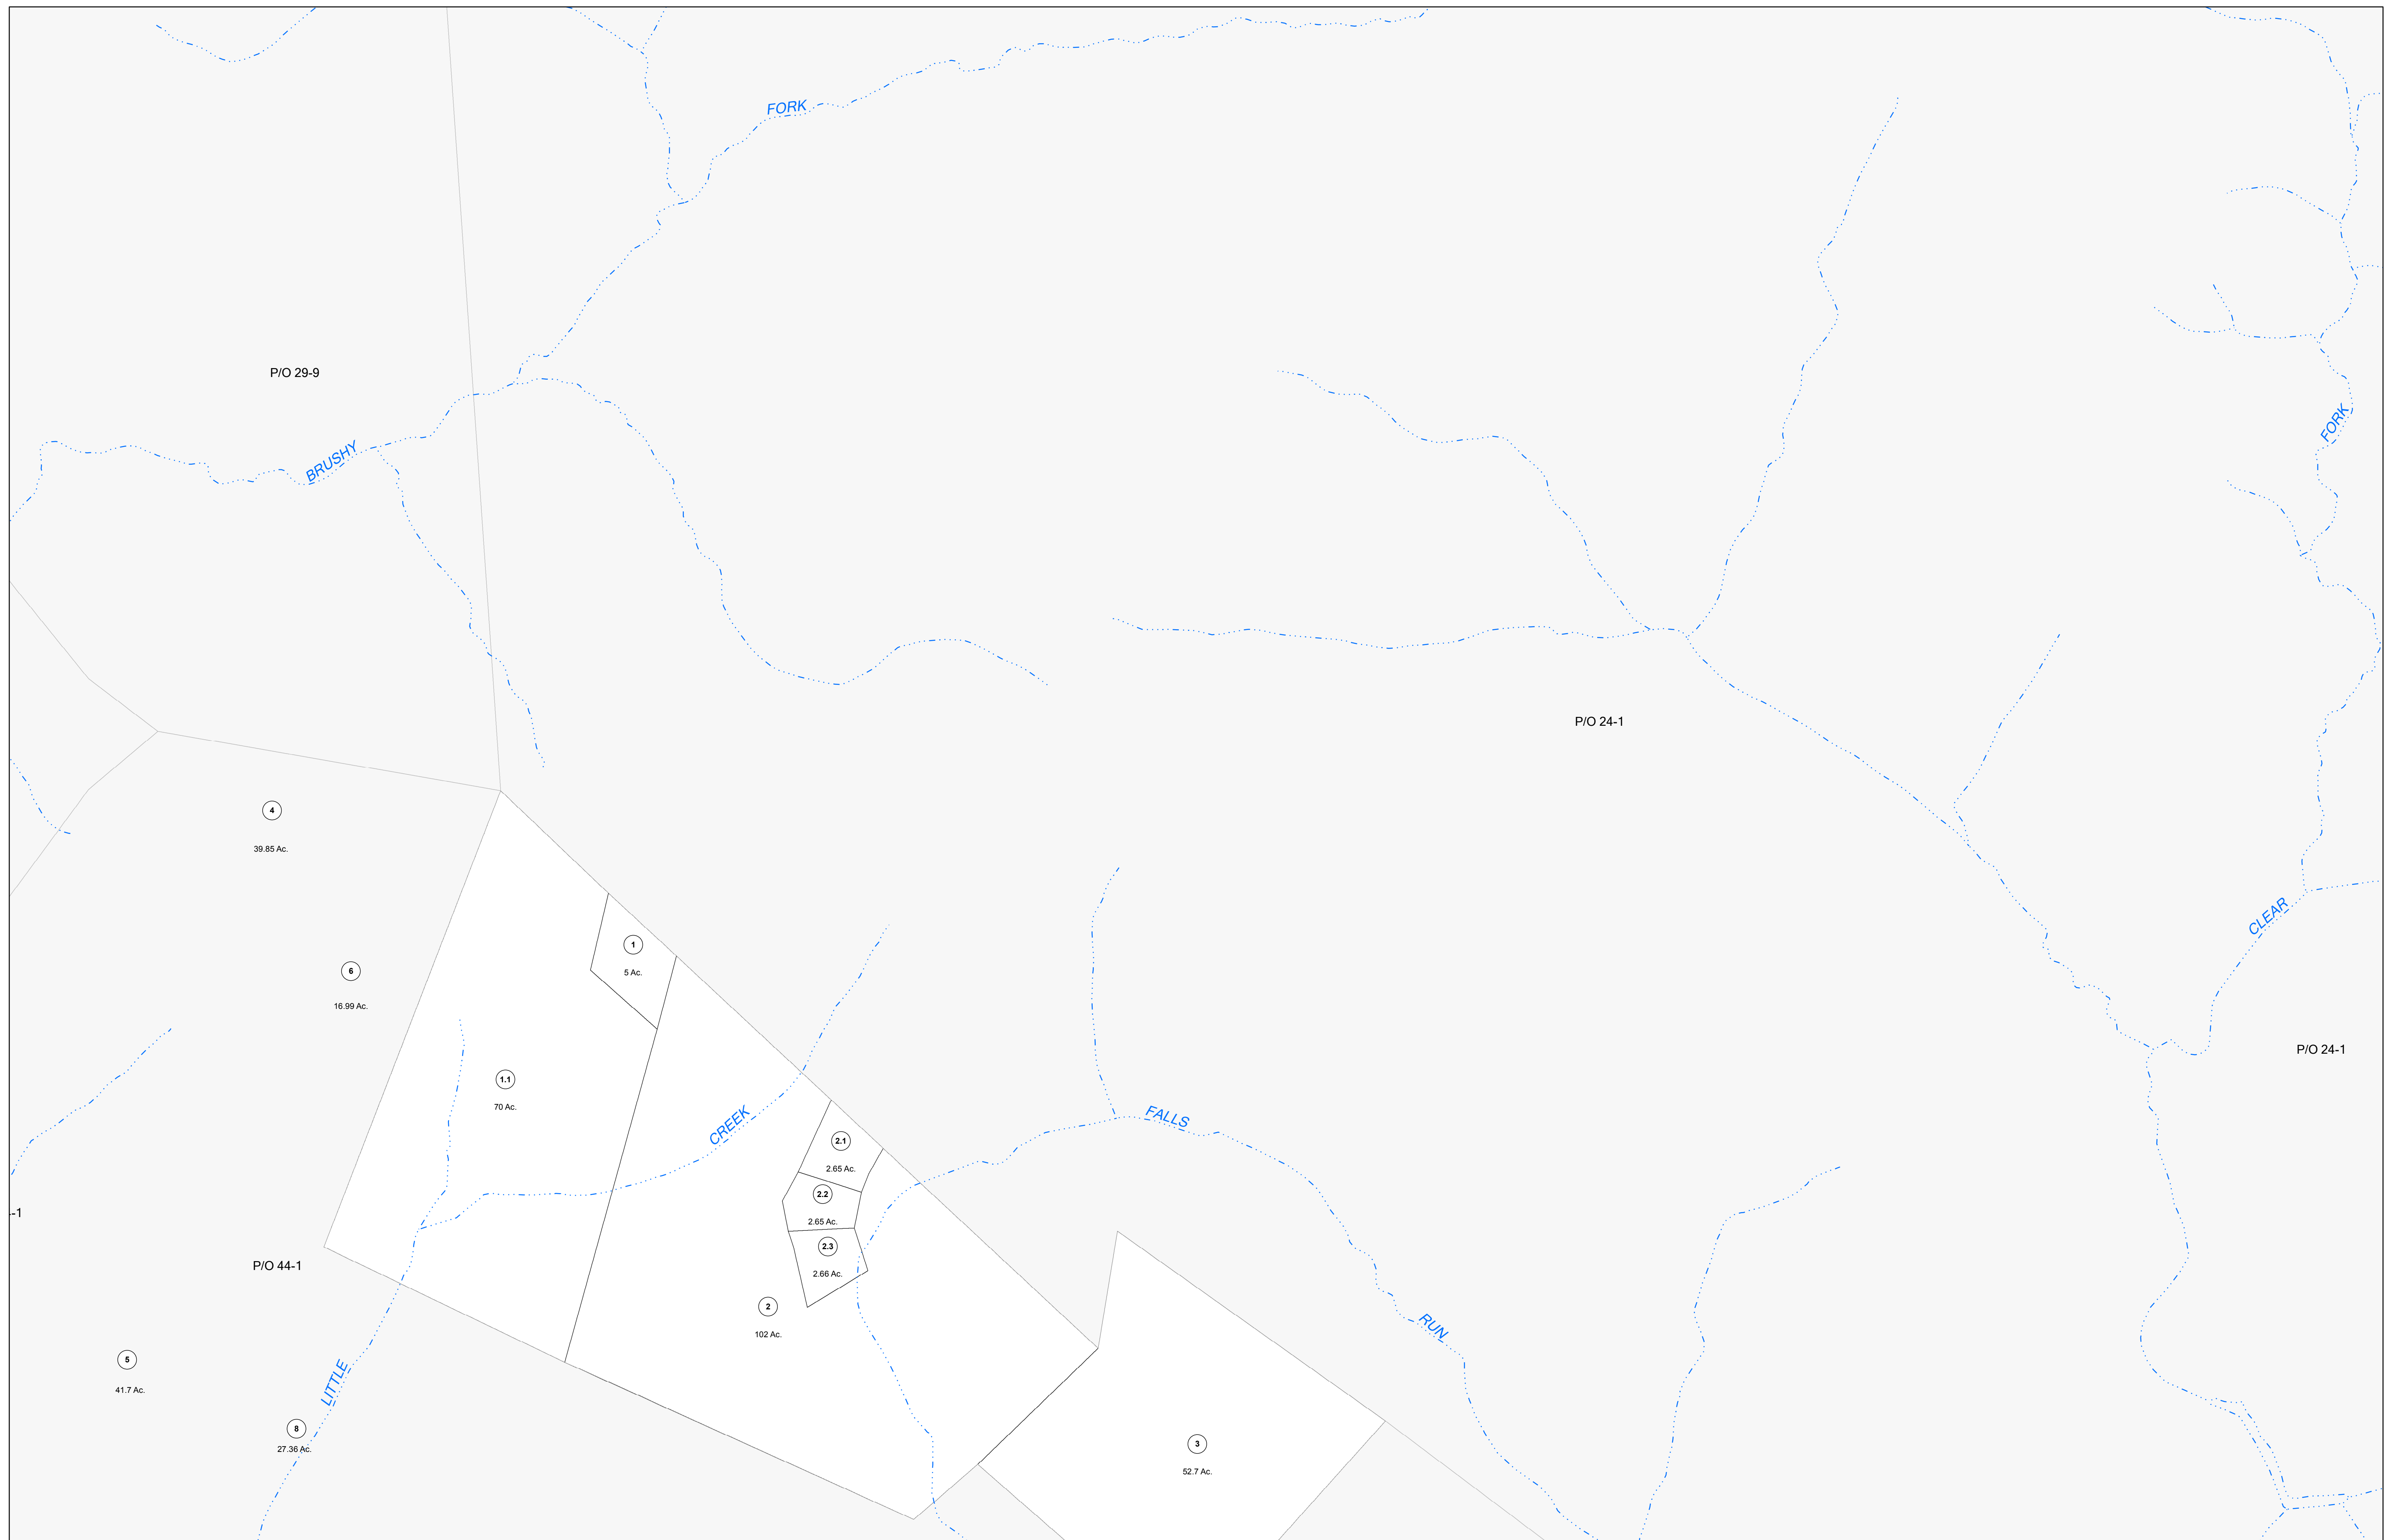 FORK
P/O 29-9
FORK
BRUSHY
P/O 24-1
4
39.85 Ac.
CLEAR
1
5 Ac.
6
16.99 Ac.
P/O 24-1
1.1
70 Ac.
CREEK
FALLS
2.1
2.65 Ac.
2.2
2.65 Ac.
-1
2.3
2.66 Ac.
P/O 44-1
2
102 Ac.
RUN
5
41.7 Ac.
LITTLE
8
27.36 Ac.
3
52.7 Ac.